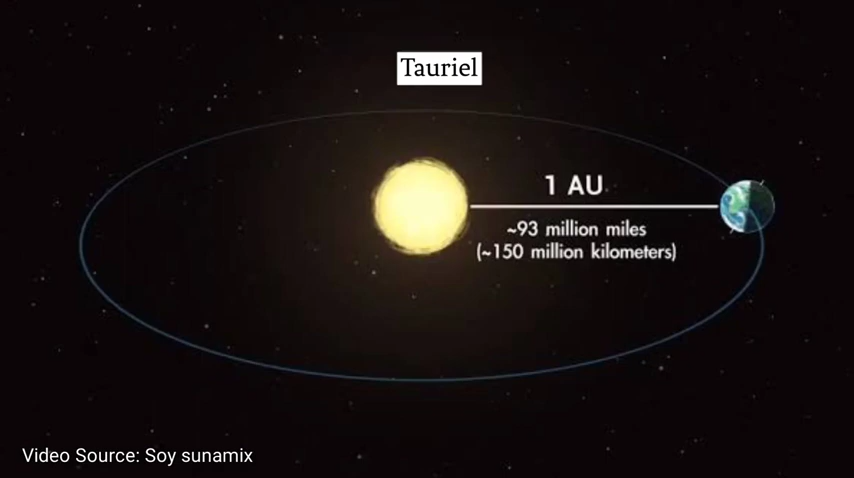 Tauriel
1 AU
~93 million miles
(~150 million kilometers)
Video Source: Soy sunamix